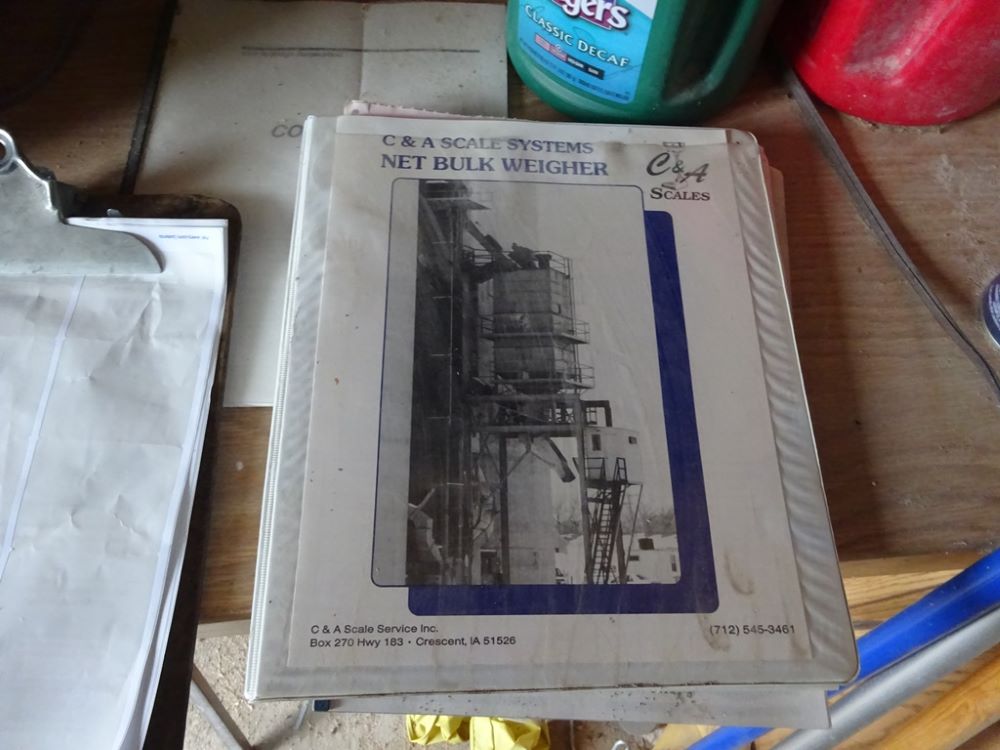 CLASSIC DECAF
C & A SCALE SYSTEMS
NET BULK WEIGHER
C&A
SCALES
C & A Scale Service Inc.
Box 270 Hwy 183 • Crescent, IA 51526
(712) 545-3461